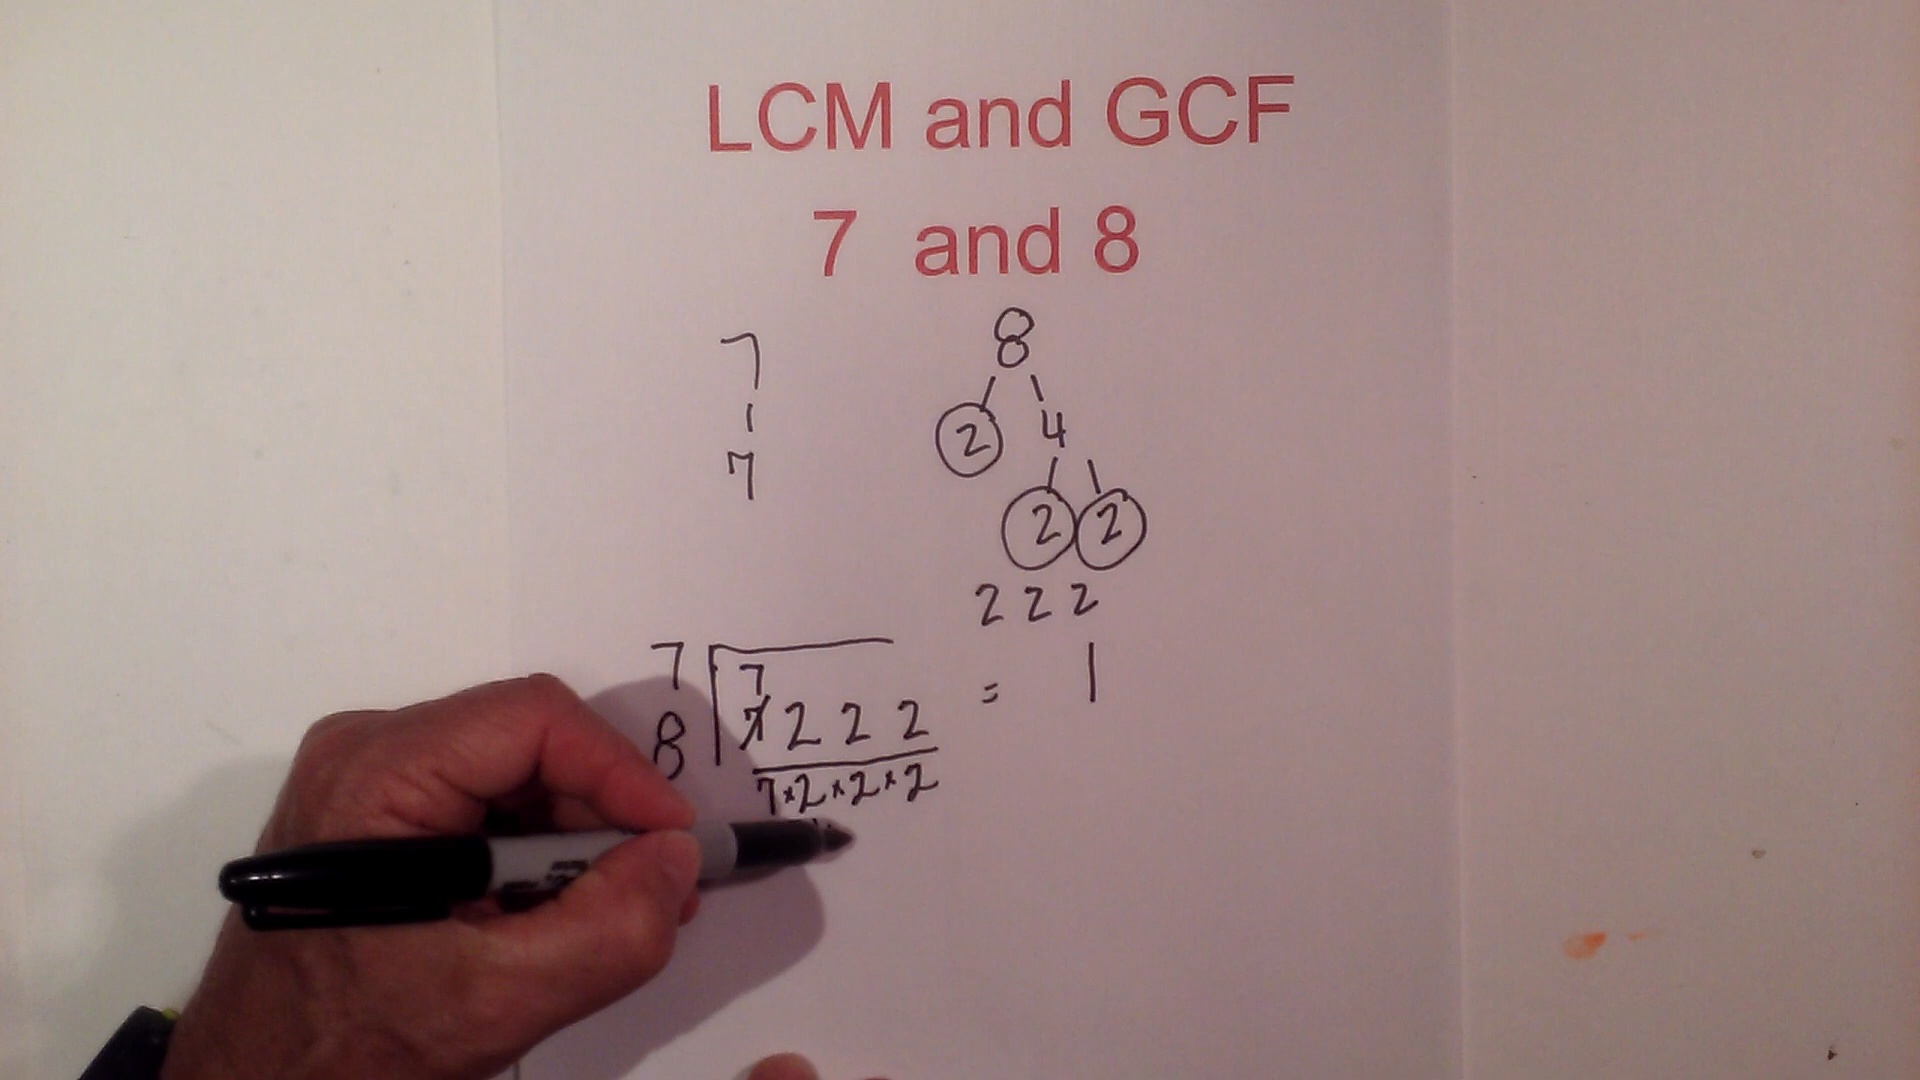 LCM and GCF
7 and 8
7 8
2 4
7
2 2
2 2 2
7 7
= 1
8 7 2 2 2
7×2×2×2